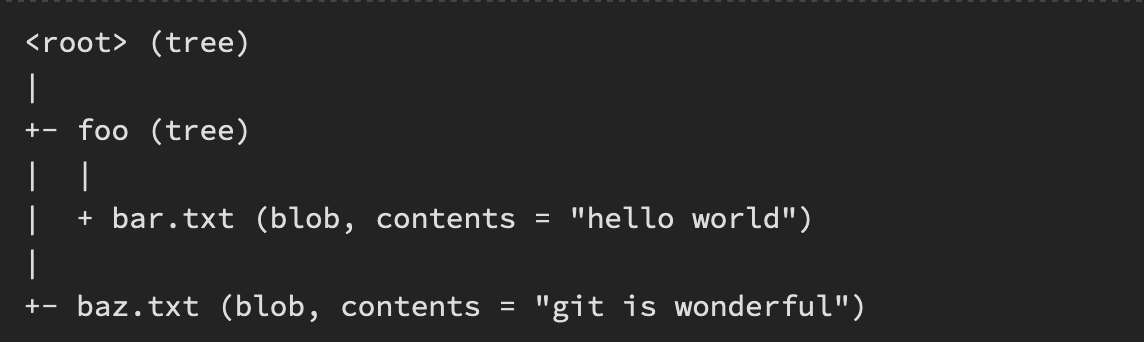 <root> (tree)
|
+- foo (tree)
|  |
|  + bar.txt (blob, contents = "hello world")
|
+- baz.txt (blob, contents = "git is wonderful")